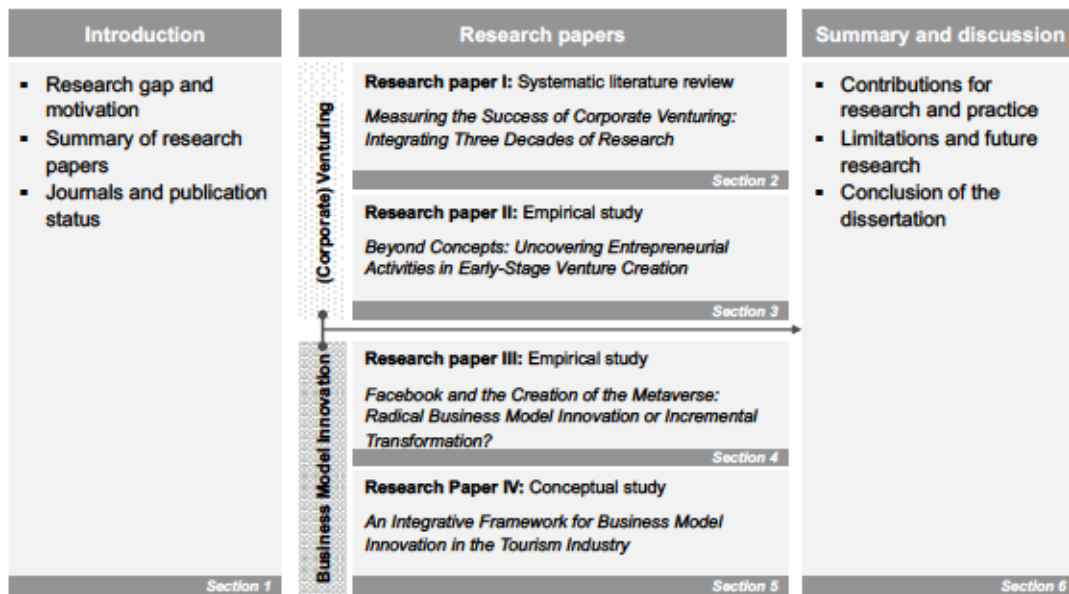 Introduction
▪ Research gap and
motivation
▪ Summary of research
papers
▪ Journals and publication
status
Section 1
Research papers
(Corporate) Venturing
Research paper I: Systematic literature review
Measuring the Success of Corporate Venturing:
Integrating Three Decades of Research
Section 2
Research paper II: Empirical study
Beyond Concepts: Uncovering Entrepreneurial
Activities in Early-Stage Venture Creation
Section 3
Business Model Innovation
Research paper III: Empirical study
Facebook and the Creation of the Metaverse:
Radical Business Model Innovation or Incremental
Transformation?
Section 4
Research Paper IV: Conceptual study
An Integrative Framework for Business Model
Innovation in the Tourism Industry
Section 5
Summary and discussion
▪ Contributions for
research and practice
▪ Limitations and future
research
▪ Conclusion of the
dissertation
Section 6